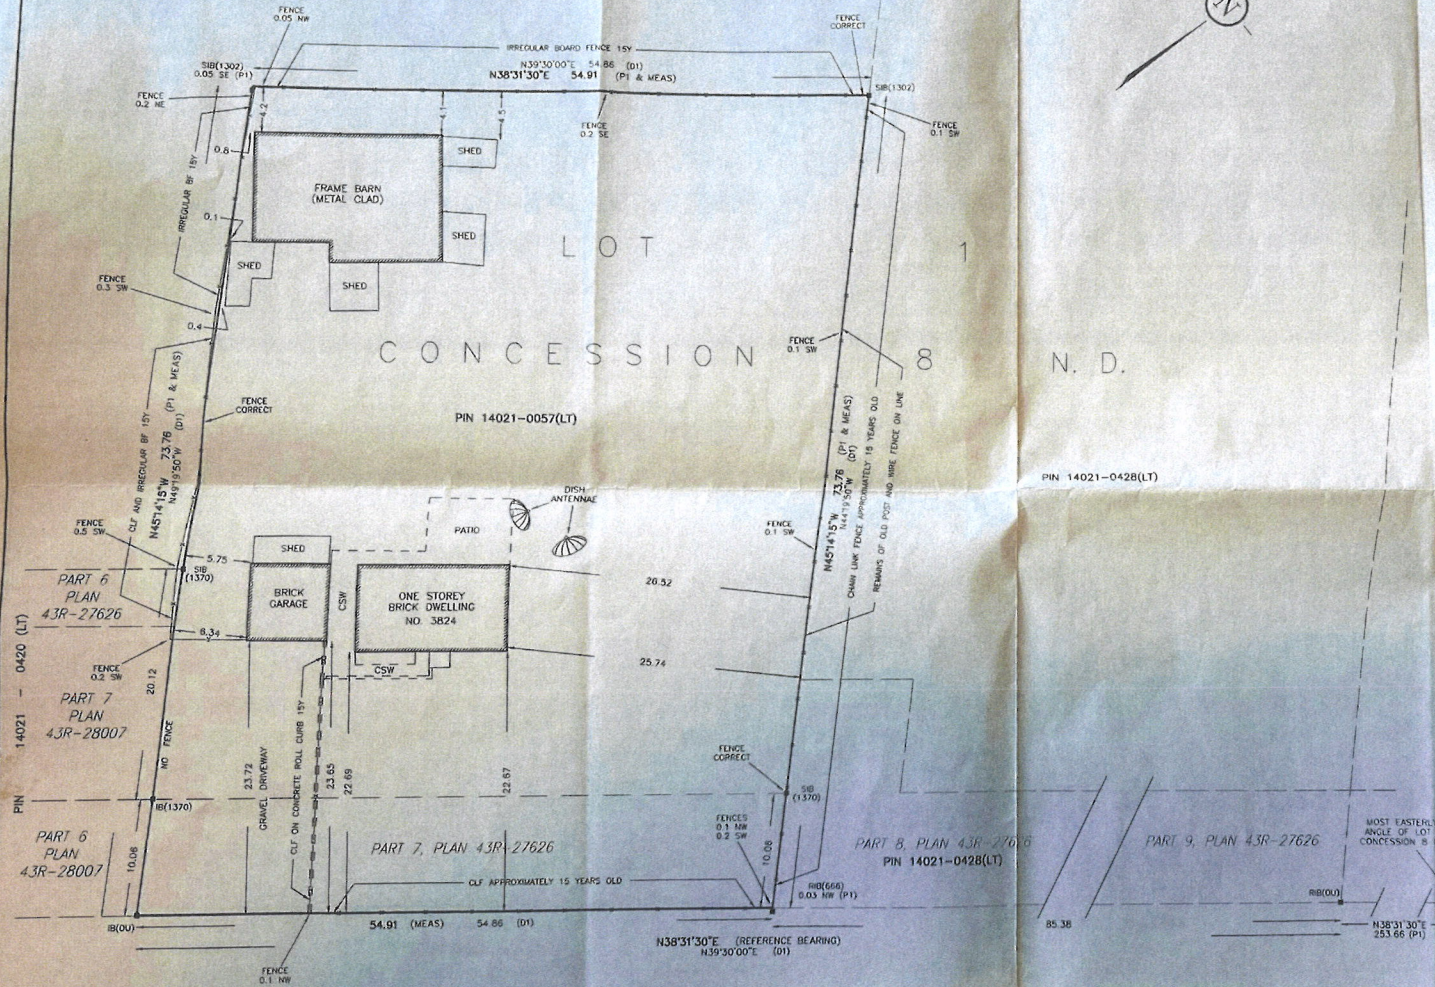 FENCE
0.05 NW
FENCE
CORRECT
N
IRREGULAR BOARD FENCE 15Y
N39°30'00"E 54.86 (D1)
N38°31'30"E 54.91 (P1 & MEAS)
SIB(1302)
0.05 SE (P1)
SIB(1302)
FENCE
0.2 NE
FENCE
0.2 SE
FENCE
0.1 SW
4.2
4.1
4.5
0.8
SHED
FRAME BARN
(METAL CLAD)
IRREGULAR BF 15Y
0.1
SHED
LOT 1
SHED
SHED
FENCE
0.3 SW
0.4
FENCE
0.1 SW
CONCESSION 8 N. D.
FENCE
CORRECT
PIN 14021-0057(LT)
CLF AND IRREGULAR BF 15Y
N45°14'15"W 73.76 (P1 & MEAS)
N49°19'50"W (D1)
N45°14'15"W 73.76 (P1 & MEAS)
N44°19'50"W (D1)
CHAIN LINK FENCE APPROXIMATELY 15 YEARS OLD
REMAINS OF OLD POST AND WIRE FENCE ON LINE
PIN 14021-0428(LT)
DISH
ANTENNAE
PATIO
FENCE
0.5 SW
FENCE
0.1 SW
SHED
5.75
SIB
(1370)
26.52
PART 6
PLAN
43R-27626
BRICK
GARAGE
CSW
ONE STOREY
BRICK DWELLING
NO. 3824
6.34
25.74
FENCE
0.2 SW
CSW
PIN 14021 - 0420 (LT)
20.12
PART 7
PLAN
43R-28007
NO FENCE
23.72
GRAVEL DRIVEWAY
CLF ON CONCRETE ROLL CURB 15Y
23.65
22.69
22.67
FENCE
CORRECT
IB(1370)
SIB
(1370)
FENCES
0.1 NW
0.2 SW
PART 6
PLAN
43R-28007
10.06
PART 7, PLAN 43R-27626
10.06
PART 8, PLAN 43R-27626
PIN 14021-0428(LT)
PART 9, PLAN 43R-27626
MOST EASTERLY
ANGLE OF LOT
CONCESSION 8
CLF APPROXIMATELY 15 YEARS OLD
RIB(666)
0.03 NW (P1)
RIB(OU)
IB(OU)
54.91 (MEAS) 54.86 (D1)
85.38
N38°31'30"E
253.66 (P1)
N38°31'30"E (REFERENCE BEARING)
N39°30'00"E (D1)
FENCE
0.1 NW